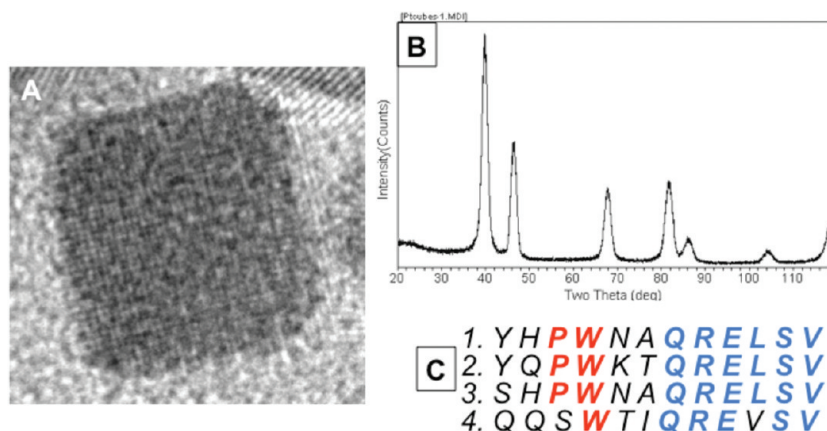 A
[Ptoubes-1.MDI]
B
Intensity(Counts)
20 30 40 50 60 70 80 90 100 110
Two Theta (deg)
C
1. Y H P W N A Q R E L S V
2. Y Q P W K T Q R E L S V
3. S H P W N A Q R E L S V
4. Q Q S W T I Q R E V S V